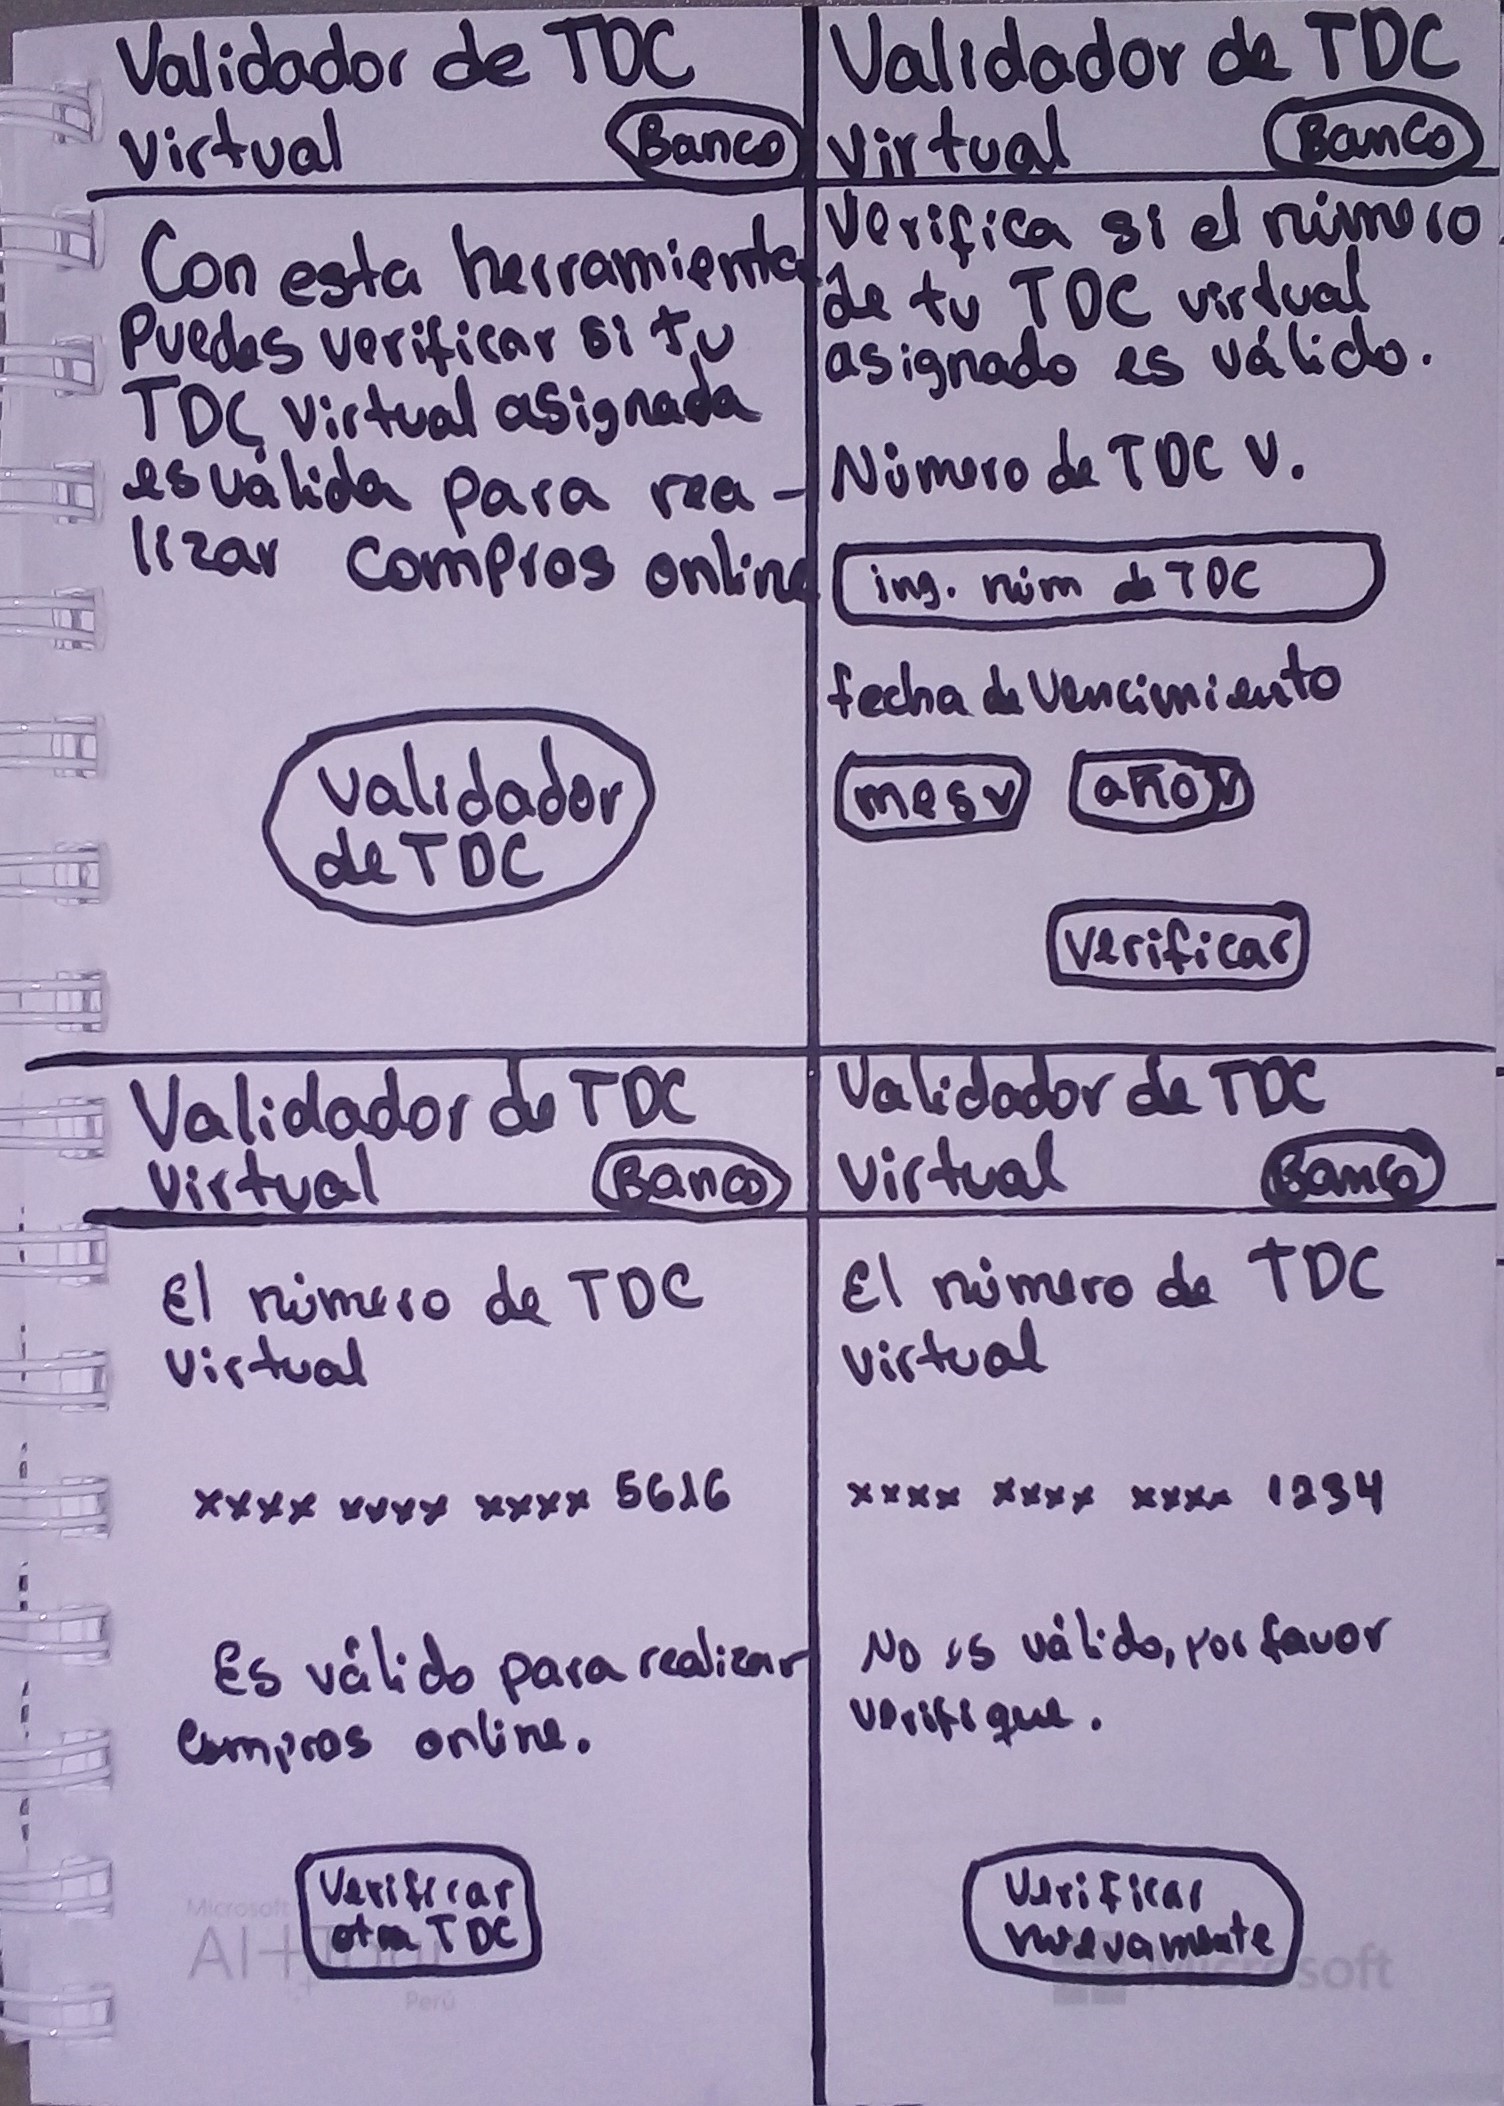 Validador de TDC
Virtual
Banco
Con esta herramienta
Puedes verificar si tu
TDC virtual asignada
es válida para rea-
lizar compras online
validador
de TDC
Validador de TDC
Virtual
Banco
Verifica si el número
de tu TDC virtual
asignado es válido.
Número de TDC V.
ing. núm de TDC
fecha de Vencimiento
mes v
año v
Verificar
Validador de TDC
Virtual
Banco
El número de TDC
Virtual
xxxx xxxx xxxx 5616
Es válido para realizar
compras online.
Verificar
otra TDC
Microsoft
AI+
Perú
Validador de TDC
Virtual
Banco
El número de TDC
Virtual
xxxx xxxx xxxx 1234
No es válido, por favor
verifique.
Verificar
nuevamente
Microsoft